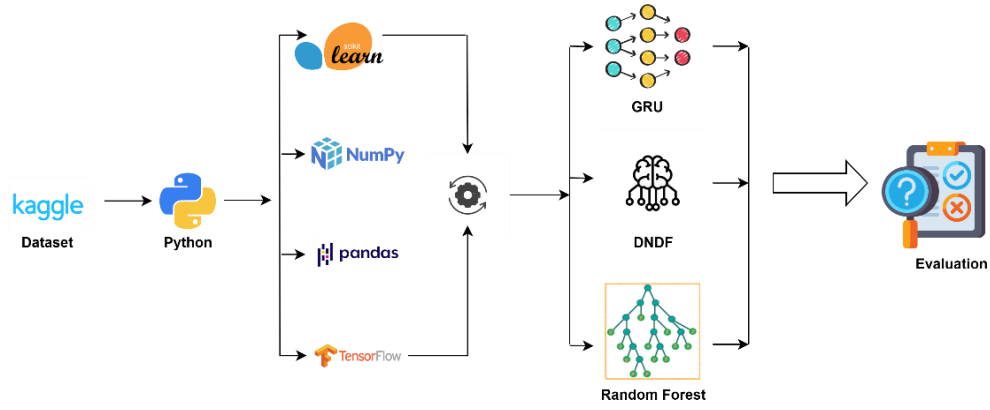 kaggle
Dataset
Python
scikit
learn
NumPy
pandas
TensorFlow
GRU
DNDF
Random Forest
?
Evaluation